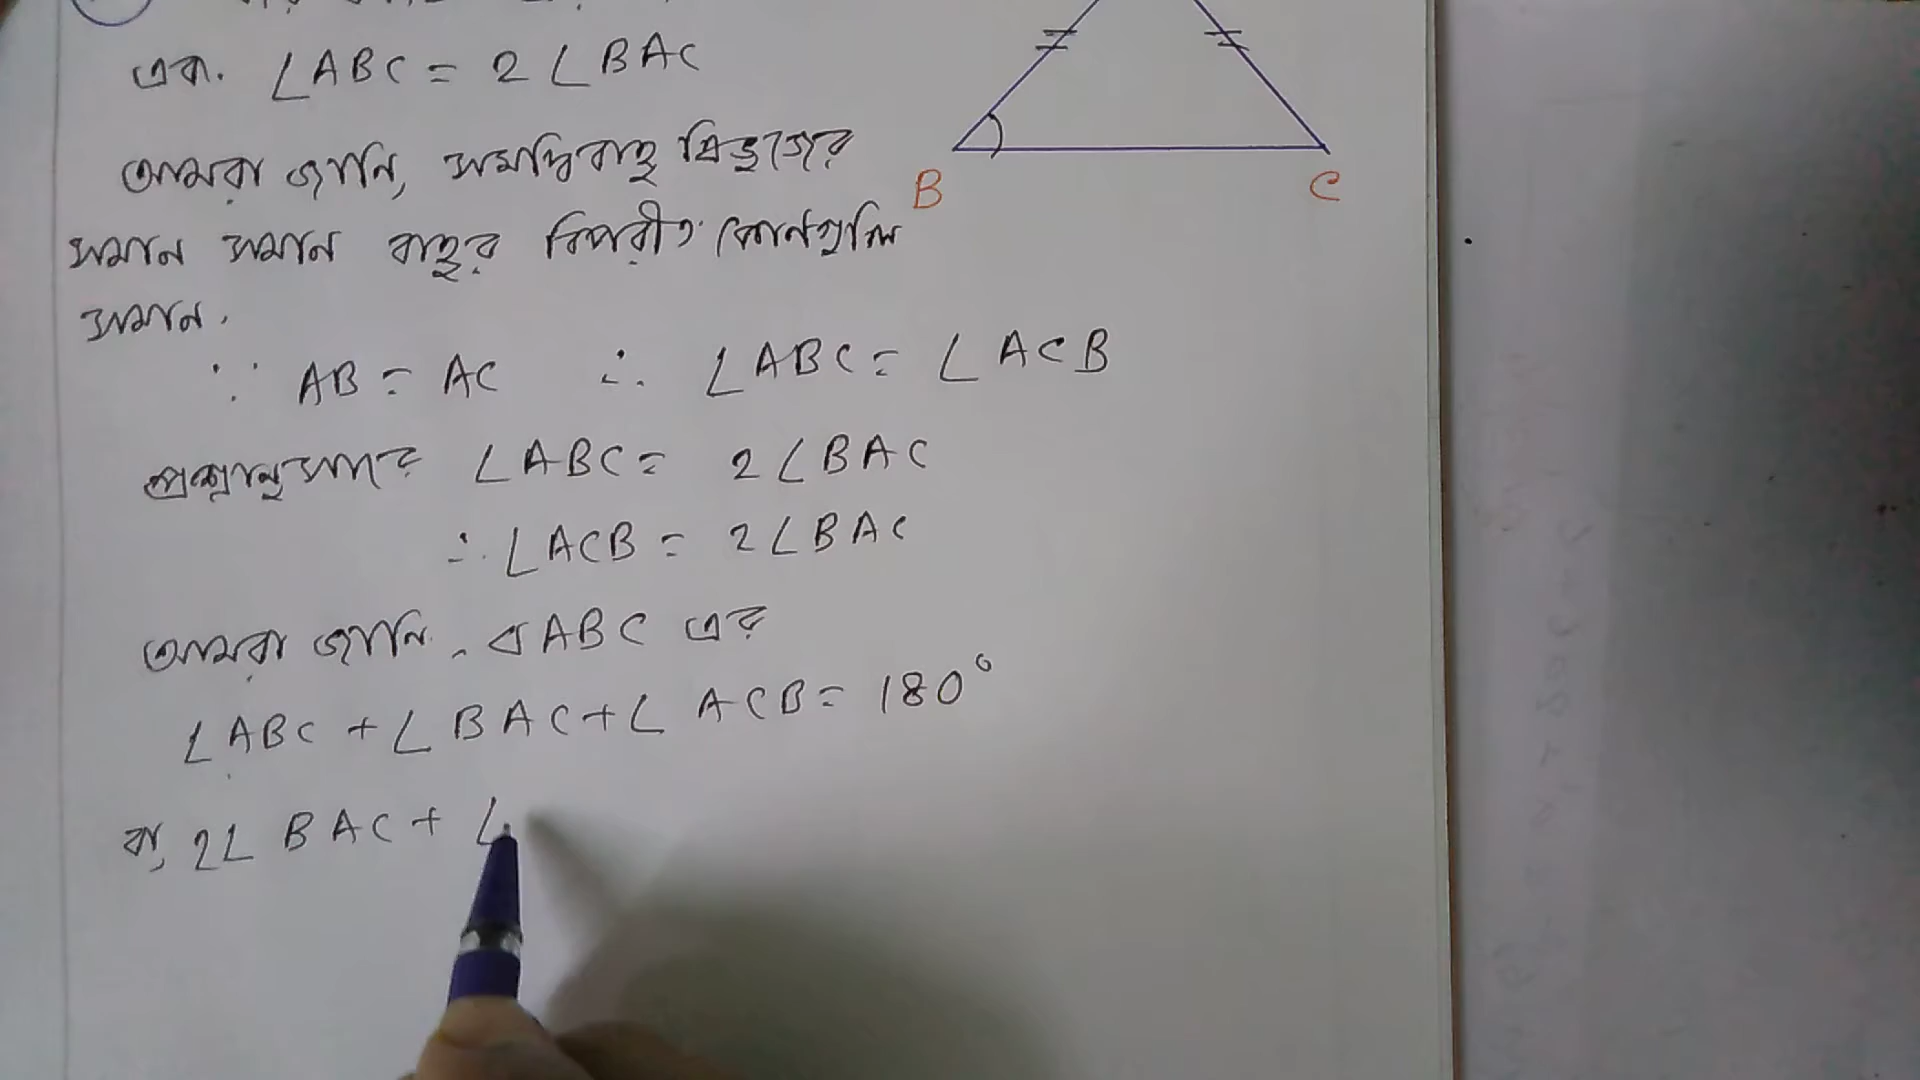 এবং ∠ABC = 2∠BAC
আমরা জানি, সমদ্বিবাহু ত্রিভুজের
সমান সমান বাহুর বিপরীত কোণগুলি
সমান.
∵ AB = AC ∴ ∠ABC = ∠ACB
প্রশ্নানুসারে ∠ABC = 2∠BAC
∴ ∠ACB = 2∠BAC
আমরা জানি, △ABC এর
∠ABC + ∠BAC + ∠ACB = 180°
বা, 2∠BAC + ∠
B
C